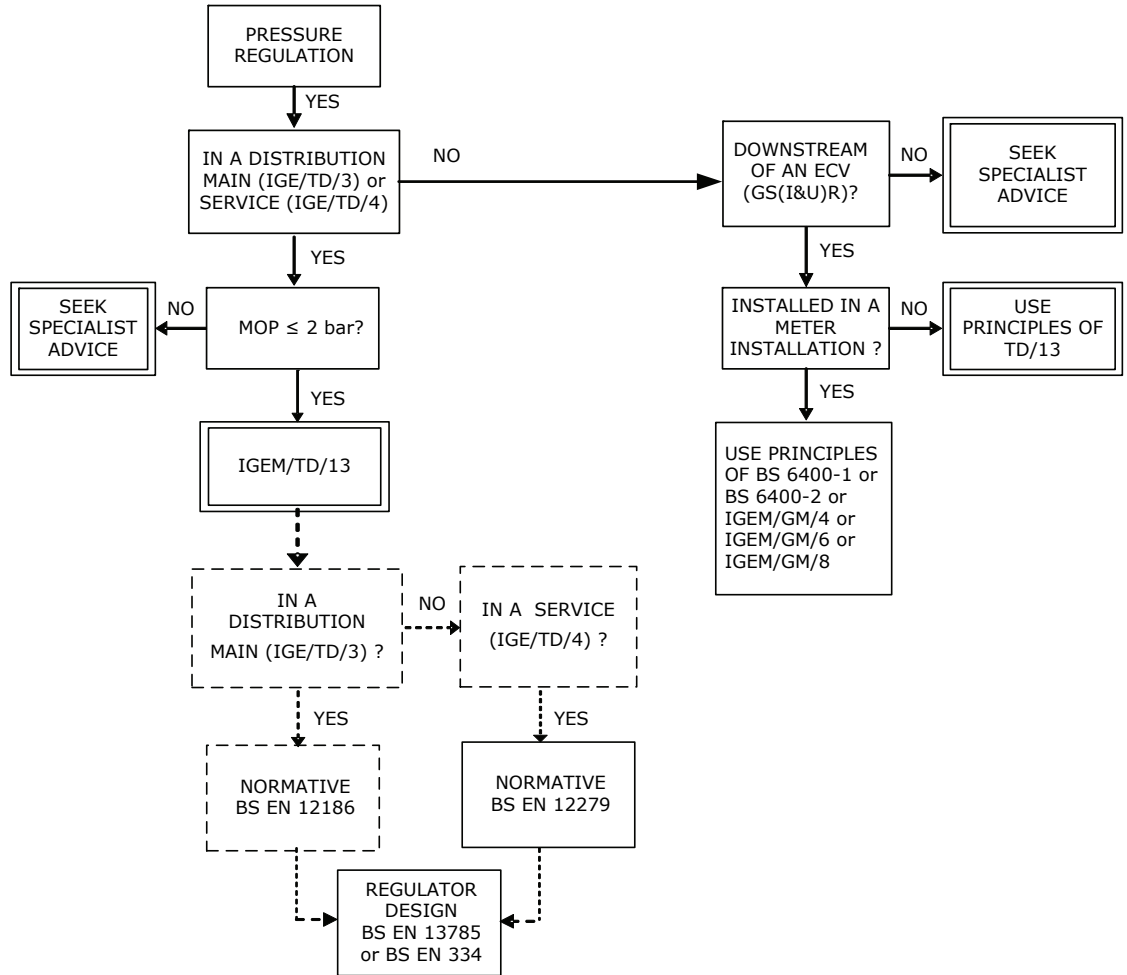 PRESSURE
REGULATION
YES
IN A DISTRIBUTION
MAIN (IGE/TD/3) or
SERVICE (IGE/TD/4)
NO
DOWNSTREAM
OF AN ECV
(GS(I&U)R)?
NO
SEEK
SPECIALIST
ADVICE
YES
YES
SEEK
SPECIALIST
ADVICE
NO
MOP ≤ 2 bar?
INSTALLED IN A
METER
INSTALLATION ?
NO
USE
PRINCIPLES OF
TD/13
YES
YES
IGEM/TD/13
USE PRINCIPLES
OF BS 6400-1 or
BS 6400-2 or
IGEM/GM/4 or
IGEM/GM/6 or
IGEM/GM/8
IN A
DISTRIBUTION
MAIN (IGE/TD/3) ?
NO
IN A SERVICE
(IGE/TD/4) ?
YES
YES
NORMATIVE
BS EN 12186
NORMATIVE
BS EN 12279
REGULATOR
DESIGN
BS EN 13785
or BS EN 334